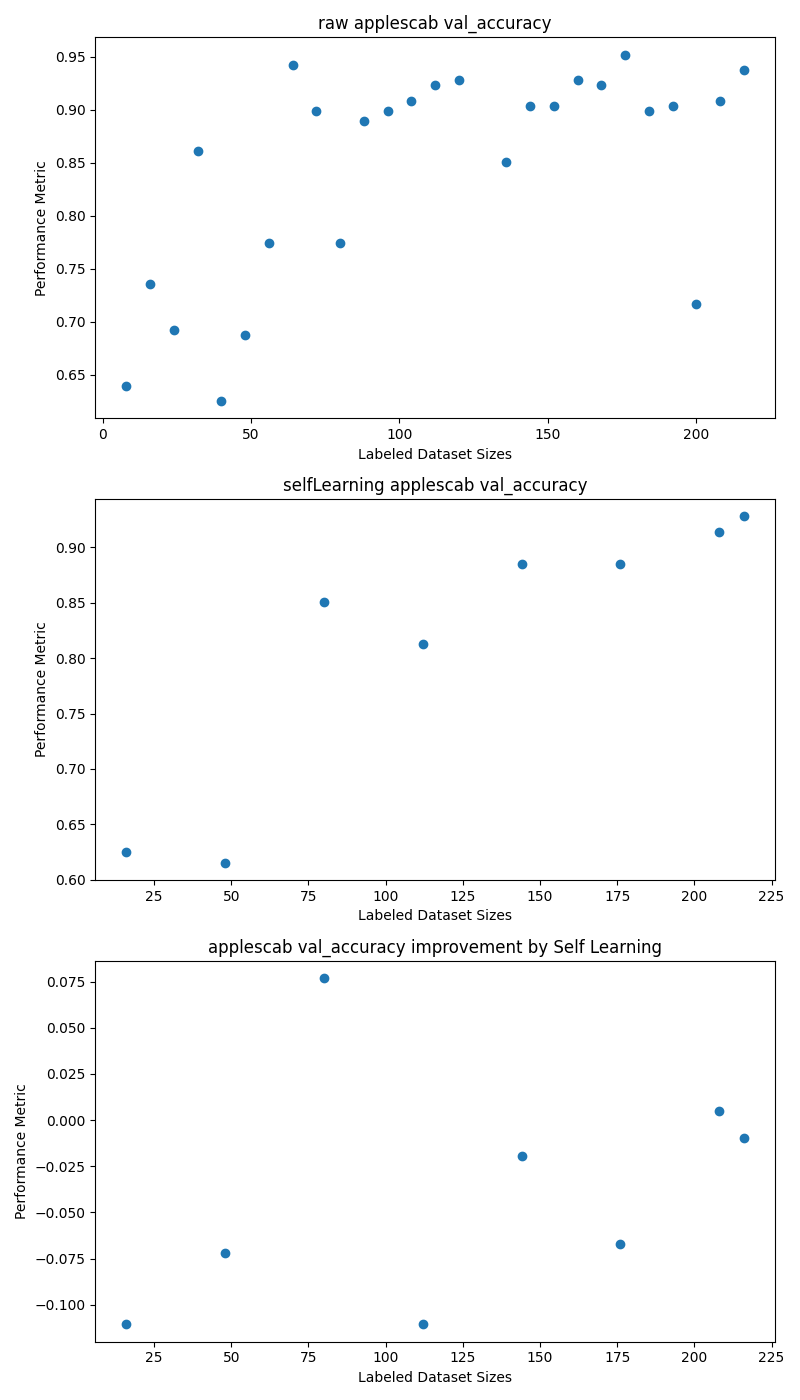 raw applescab val_accuracy
Performance Metric
0.95
0.90
0.85
0.80
0.75
0.70
0.65
0 50 100 150 200
Labeled Dataset Sizes
selfLearning applescab val_accuracy
Performance Metric
0.90
0.85
0.80
0.75
0.70
0.65
0.60
25 50 75 100 125 150 175 200 225
Labeled Dataset Sizes
applescab val_accuracy improvement by Self Learning
Performance Metric
0.075
0.050
0.025
0.000
−0.025
−0.050
−0.075
−0.100
25 50 75 100 125 150 175 200 225
Labeled Dataset Sizes